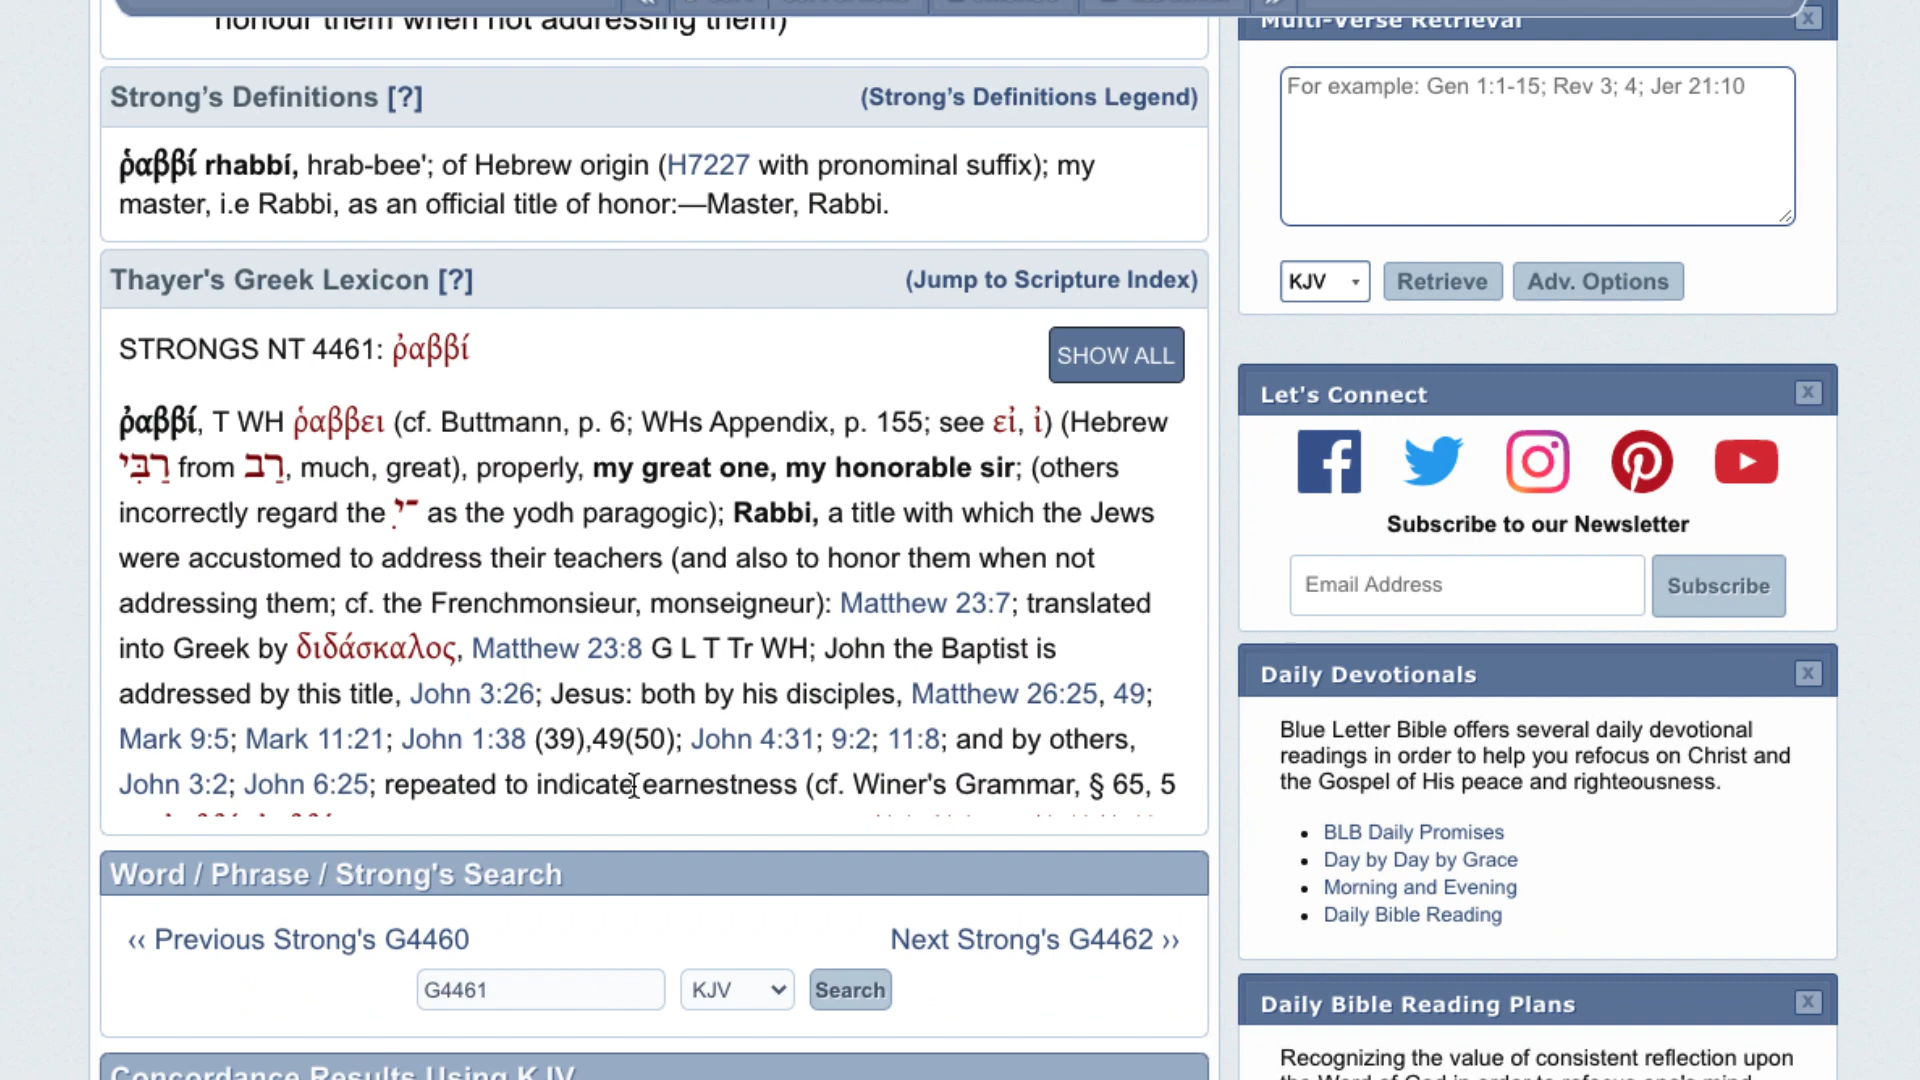 honour them when not addressing them)
Strong's Definitions [?]
(Strong's Definitions Legend)
ῥαββί rhabbí, hrab-bee'; of Hebrew origin (H7227 with pronominal suffix); my
master, i.e Rabbi, as an official title of honor:—Master, Rabbi.
Thayer's Greek Lexicon [?]
(Jump to Scripture Index)
STRONGS NT 4461: ῥαββί
SHOW ALL
ῥαββί, T WH ῥαββει (cf. Buttmann, p. 6; WHs Appendix, p. 155; see εἰ, ἰ) (Hebrew
רַבִּי from רַב, much, great), properly, my great one, my honorable sir; (others
incorrectly regard the ־ִי as the yodh paragogic); Rabbi, a title with which the Jews
were accustomed to address their teachers (and also to honor them when not
addressing them; cf. the Frenchmonsieur, monseigneur): Matthew 23:7; translated
into Greek by διδάσκαλος, Matthew 23:8 G L T Tr WH; John the Baptist is
addressed by this title, John 3:26; Jesus: both by his disciples, Matthew 26:25, 49;
Mark 9:5; Mark 11:21; John 1:38 (39),49(50); John 4:31; 9:2; 11:8; and by others,
John 3:2; John 6:25; repeated to indicate earnestness (cf. Winer's Grammar, § 65, 5
Word / Phrase / Strong's Search
‹‹ Previous Strong's G4460
Next Strong's G4462 ››
G4461
KJV
Search
Concordance Results Using KJV
Multi-Verse Retrieval
x
For example: Gen 1:1-15; Rev 3; 4; Jer 21:10
KJV
Retrieve
Adv. Options
Let's Connect
x
Subscribe to our Newsletter
Email Address
Subscribe
Daily Devotionals
x
Blue Letter Bible offers several daily devotional
readings in order to help you refocus on Christ and
the Gospel of His peace and righteousness.
• BLB Daily Promises
• Day by Day by Grace
• Morning and Evening
• Daily Bible Reading
Daily Bible Reading Plans
x
Recognizing the value of consistent reflection upon